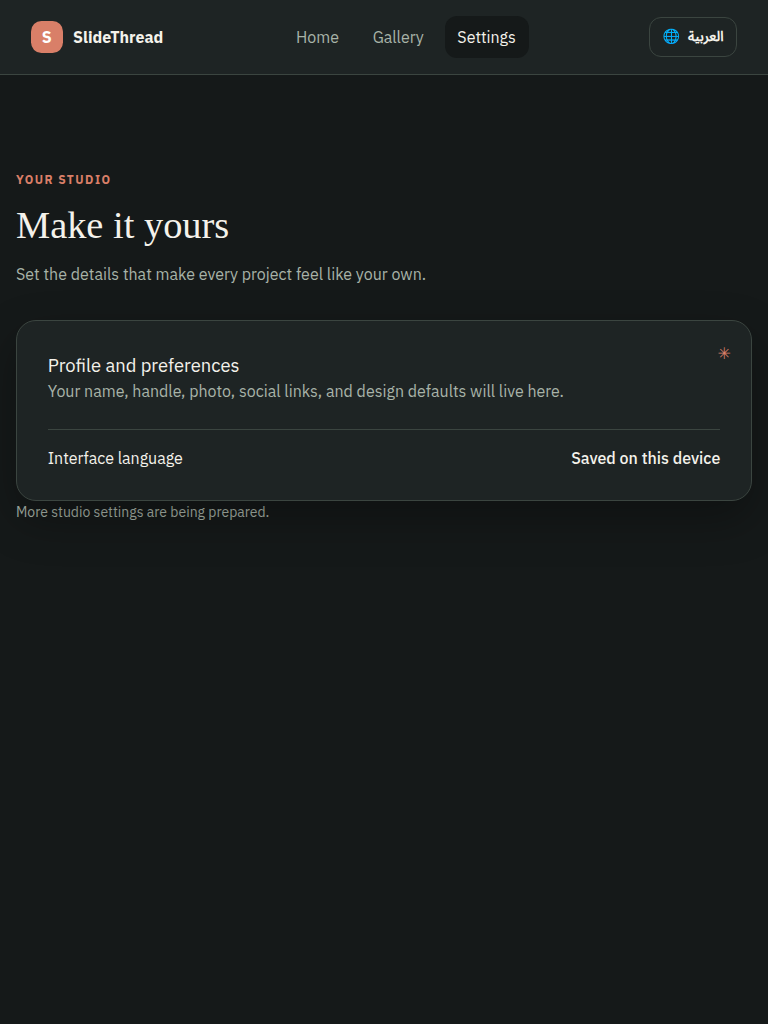 S SlideThread Home Gallery Settings 🌐 العربية
YOUR STUDIO
Make it yours
Set the details that make every project feel like your own.
Profile and preferences
Your name, handle, photo, social links, and design defaults will live here.
Interface language Saved on this device
More studio settings are being prepared.